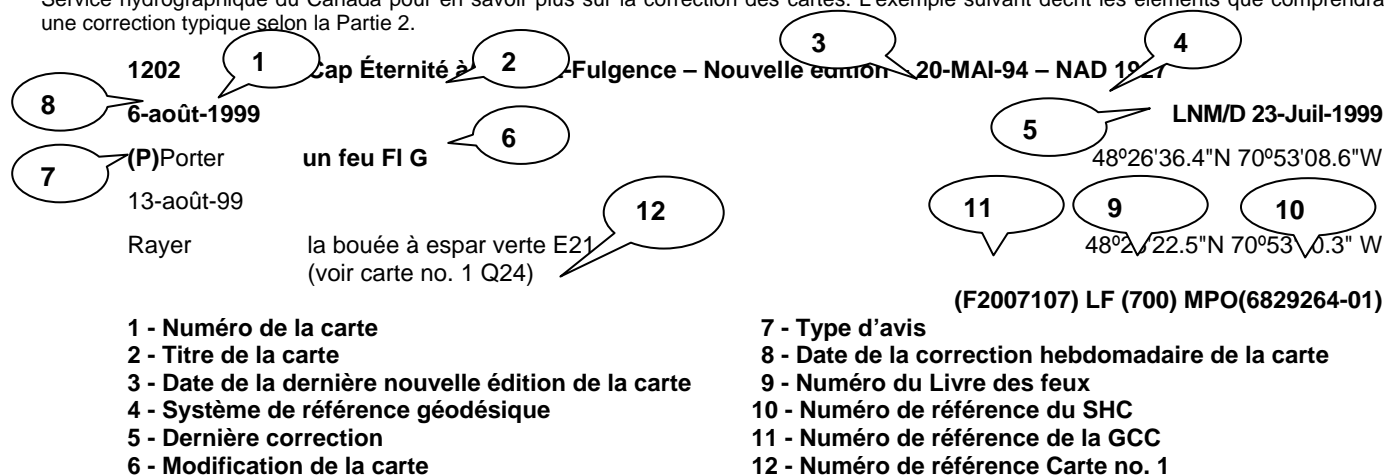 Service hydrographique du Canada pour en savoir plus sur la correction des cartes. L'exemple suivant décrit les éléments que comprendra
une correction typique selon la Partie 2.
1202 1 Cap Éternité à 2 -Fulgence – Nouvelle édition 3 20-MAI-94 – NAD 1927 4
8 6-août-1999 5 LNM/D 23-Juil-1999
7 (P)Porter un feu Fl G 6 48º26'36.4"N 70º53'08.6"W
13-août-99 12 11 9 10
Rayer la bouée à espar verte E21 22.5"N 70º53 0.3" W
(voir carte no. 1 Q24)
(F2007107) LF (700) MPO(6829264-01)
1 - Numéro de la carte 7 - Type d'avis
2 - Titre de la carte 8 - Date de la correction hebdomadaire de la carte
3 - Date de la dernière nouvelle édition de la carte 9 - Numéro du Livre des feux
4 - Système de référence géodésique 10 - Numéro de référence du SHC
5 - Dernière correction 11 - Numéro de référence de la GCC
6 - Modification de la carte 12 - Numéro de référence Carte no. 1